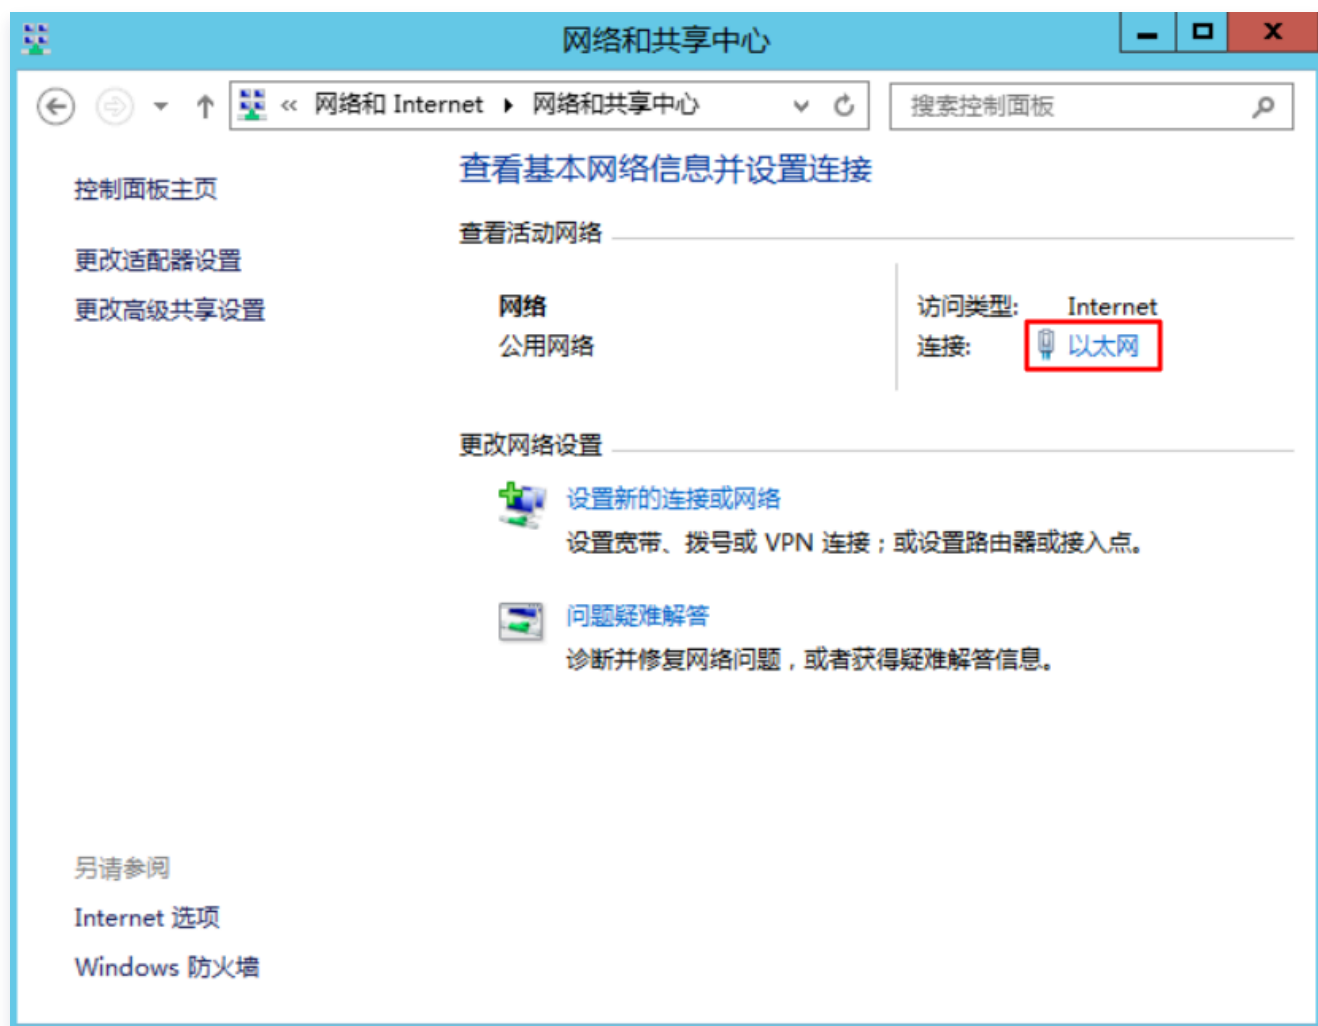 网络和共享中心
« 网络和 Internet 网络和共享中心
搜索控制面板
控制面板主页
更改适配器设置
更改高级共享设置
查看基本网络信息并设置连接
查看活动网络
网络
公用网络
访问类型: Internet
连接: 以太网
更改网络设置
设置新的连接或网络
设置宽带、拨号或 VPN 连接；或设置路由器或接入点。
问题疑难解答
诊断并修复网络问题，或者获得疑难解答信息。
另请参阅
Internet 选项
Windows 防火墙